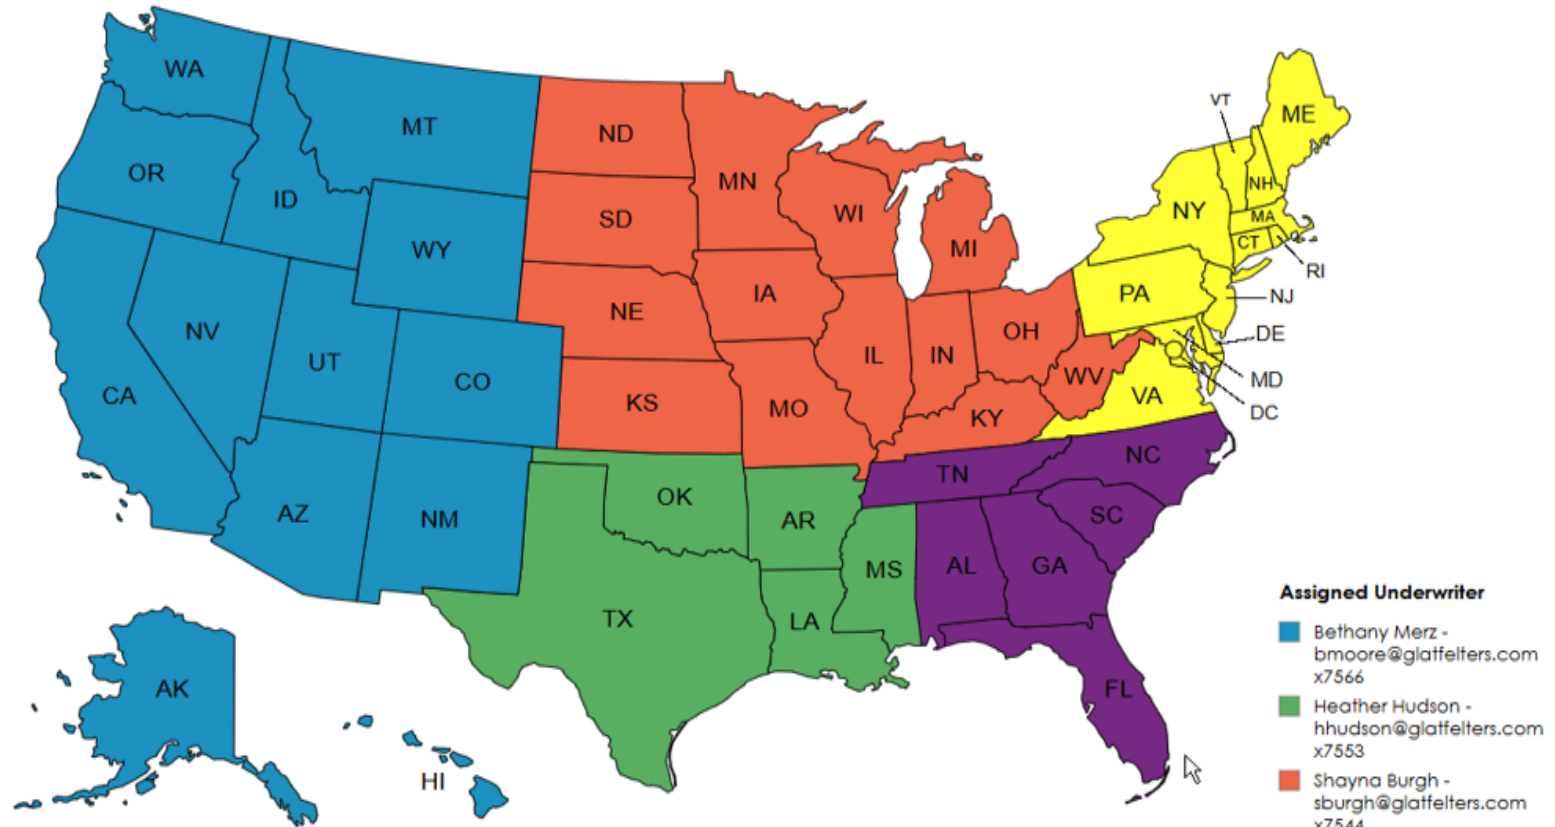 WA
MT
ND
MN
VT
ME
OR
ID
SD
WI
MI
NY
NH
MA
CT
RI
WY
NV
UT
CO
CA
NE
IA
IL
IN
OH
PA
NJ
DE
MD
DC
KS
MO
KY
WV
VA
AZ
NM
OK
AR
TN
NC
SC
TX
LA
MS
AL
GA
FL
AK
HI
Assigned Underwriter
Bethany Merz -
bmoore@glatfelters.com
x7566
Heather Hudson -
hhudson@glatfelters.com
x7553
Shayna Burgh -
sburgh@glatfelters.com
x7544